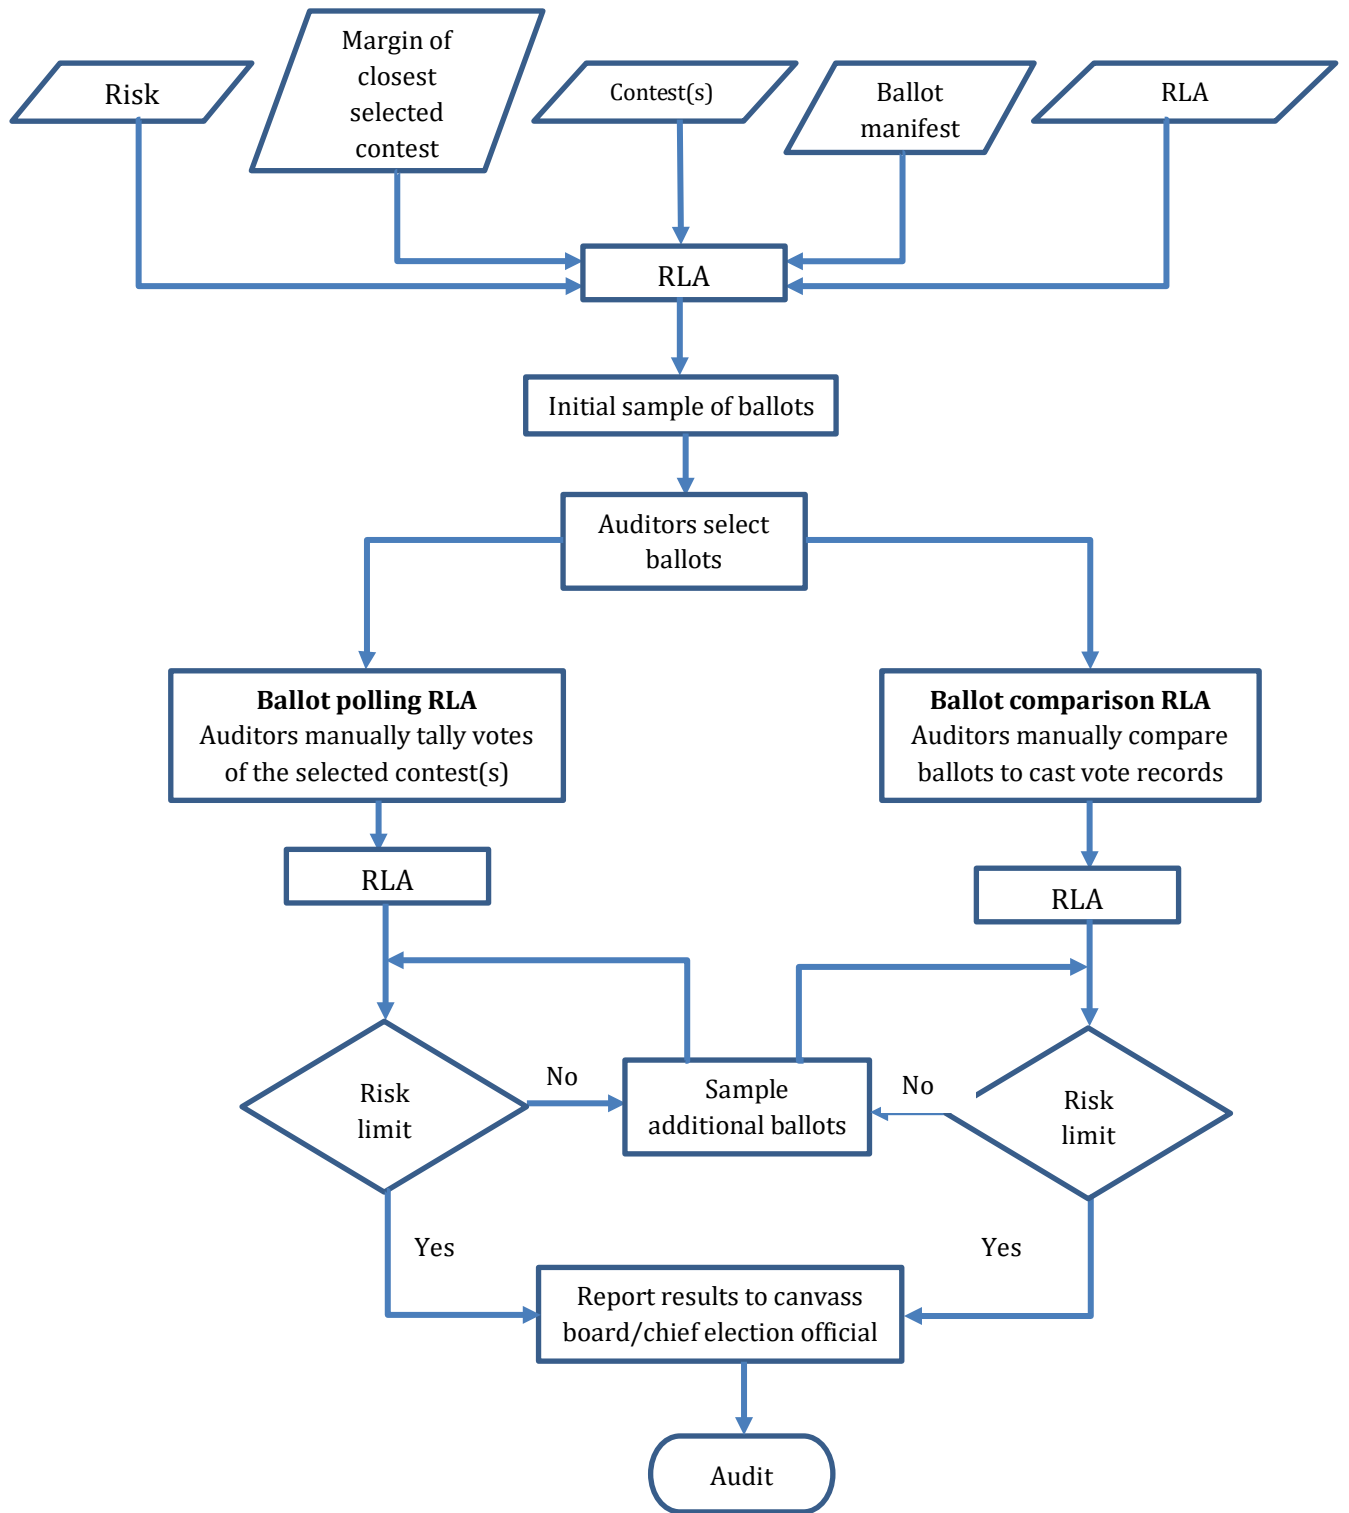 Risk
Margin of
closest
selected
contest
Contest(s)
Ballot
manifest
RLA
RLA
Initial sample of ballots
Auditors select
ballots
Ballot polling RLA
Auditors manually tally votes
of the selected contest(s)
Ballot comparison RLA
Auditors manually compare
ballots to cast vote records
RLA
RLA
Risk
limit
No
Sample
additional ballots
No
Risk
limit
Yes
Yes
Report results to canvass
board/chief election official
Audit